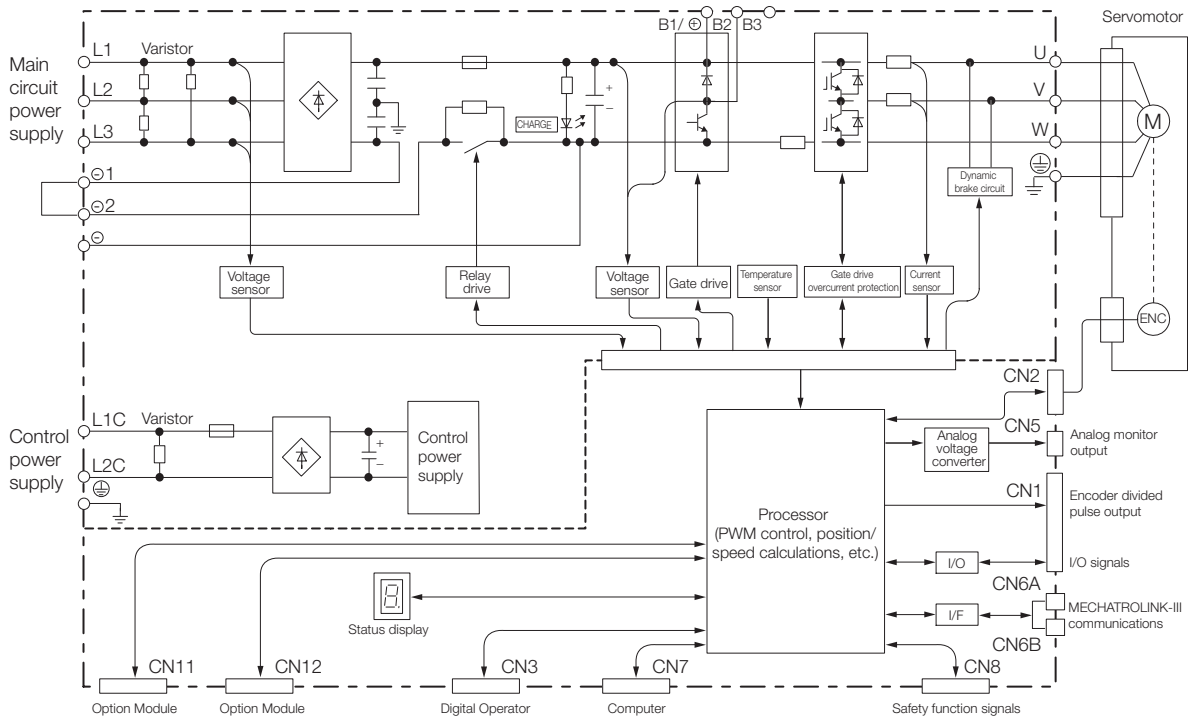 B1/ ⊕ B2 B3
Servomotor
Main
circuit
power
supply
L1
L2
L3
Varistor
⊖1
⊖2
⊖
+
−
CHARGE
U
V
W
M
ENC
Dynamic
brake circuit
Voltage
sensor
Relay
drive
Voltage
sensor
Gate drive
Temperature
sensor
Gate drive
overcurrent protection
Current
sensor
Control
power
supply
L1C
L2C
Varistor
+
−
Control
power
supply
Processor
(PWM control, position/
speed calculations, etc.)
CN2
CN5
Analog
voltage
converter
Analog monitor
output
CN1
Encoder divided
pulse output
I/O
I/O signals
CN6A
I/F
MECHATROLINK-III
communications
CN6B
8.
Status display
CN11
CN12
CN3
CN7
CN8
Option Module
Option Module
Digital Operator
Computer
Safety function signals